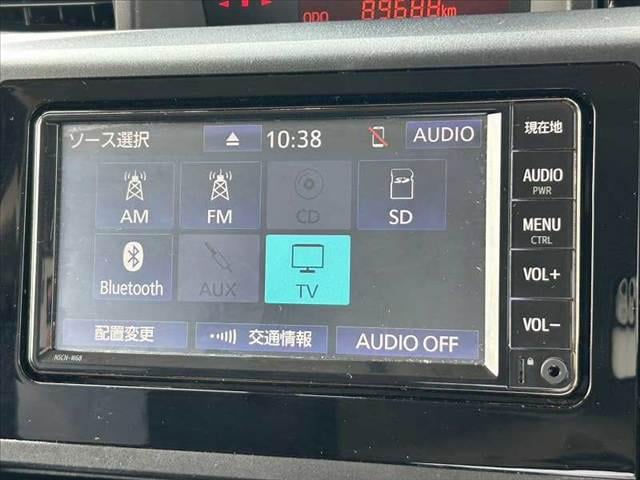 ODO 89688km
ソース選択 10:38 AUDIO
現在地
AM FM CD SD
AUDIO
PWR
MENU
CTRL
Bluetooth AUX TV
VOL+
配置変更 交通情報 AUDIO OFF
VOL-
NSCN-W68